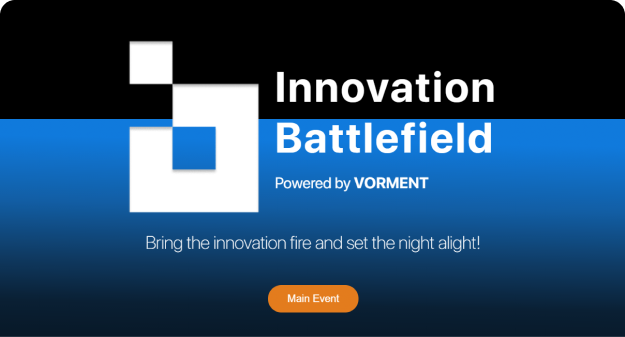 Innovation
Battlefield
Powered by VORMENT
Bring the innovation fire and set the night alight!
Main Event